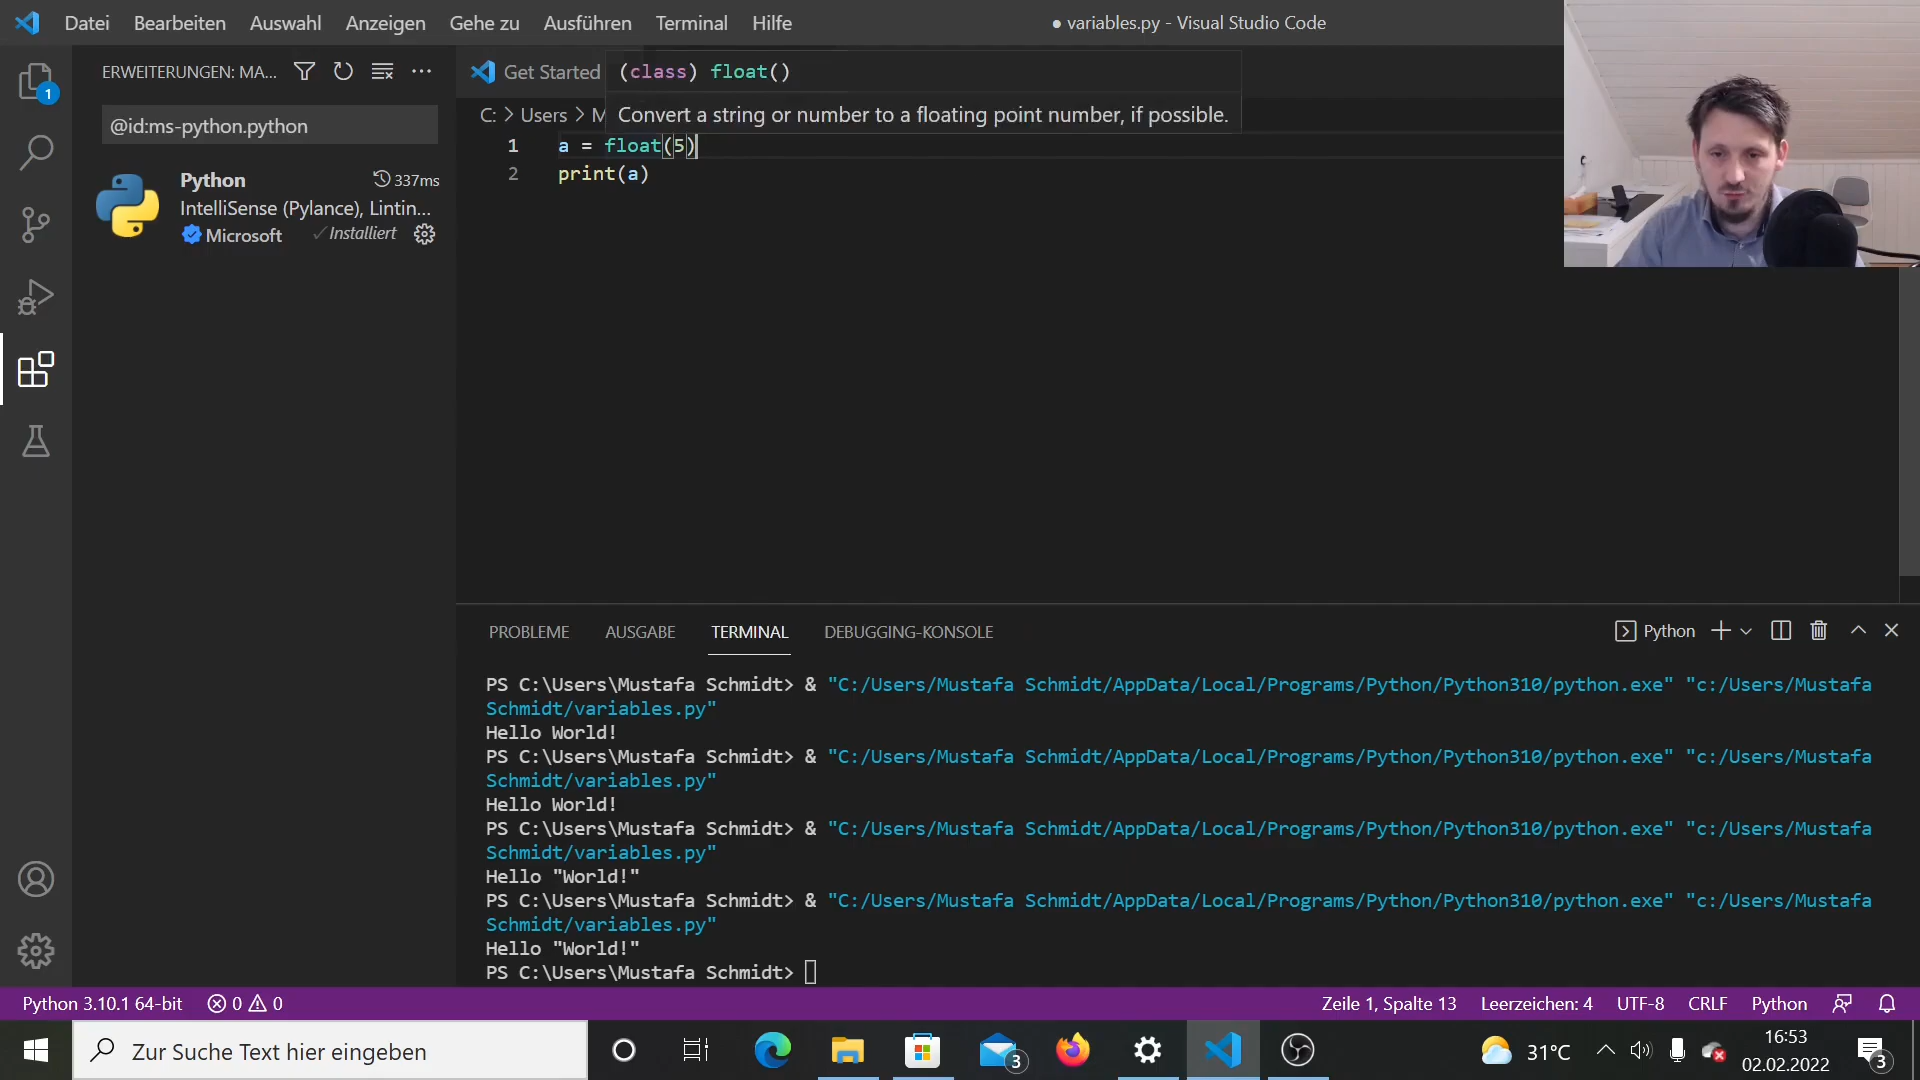 Datei Bearbeiten Auswahl Anzeigen Gehe zu Ausführen Terminal Hilfe
● variables.py - Visual Studio Code
ERWEITERUNGEN: MA...
@id:ms-python.python
Python
337ms
IntelliSense (Pylance), Lintin...
Microsoft
✓Installiert
1
Get Started
(class) float()
C: > Users > M
Convert a string or number to a floating point number, if possible.
1 a = float(5)
2 print(a)
PROBLEME AUSGABE TERMINAL DEBUGGING-KONSOLE
Python
PS C:\Users\Mustafa Schmidt> & "C:/Users/Mustafa Schmidt/AppData/Local/Programs/Python/Python310/python.exe" "c:/Users/Mustafa
Schmidt/variables.py"
Hello World!
PS C:\Users\Mustafa Schmidt> & "C:/Users/Mustafa Schmidt/AppData/Local/Programs/Python/Python310/python.exe" "c:/Users/Mustafa
Schmidt/variables.py"
Hello World!
PS C:\Users\Mustafa Schmidt> & "C:/Users/Mustafa Schmidt/AppData/Local/Programs/Python/Python310/python.exe" "c:/Users/Mustafa
Schmidt/variables.py"
Hello "World!"
PS C:\Users\Mustafa Schmidt> & "C:/Users/Mustafa Schmidt/AppData/Local/Programs/Python/Python310/python.exe" "c:/Users/Mustafa
Schmidt/variables.py"
Hello "World!"
PS C:\Users\Mustafa Schmidt>
Python 3.10.1 64-bit 0 0
Zeile 1, Spalte 13 Leerzeichen: 4 UTF-8 CRLF Python
Zur Suche Text hier eingeben
3
31°C
16:53
02.02.2022
3